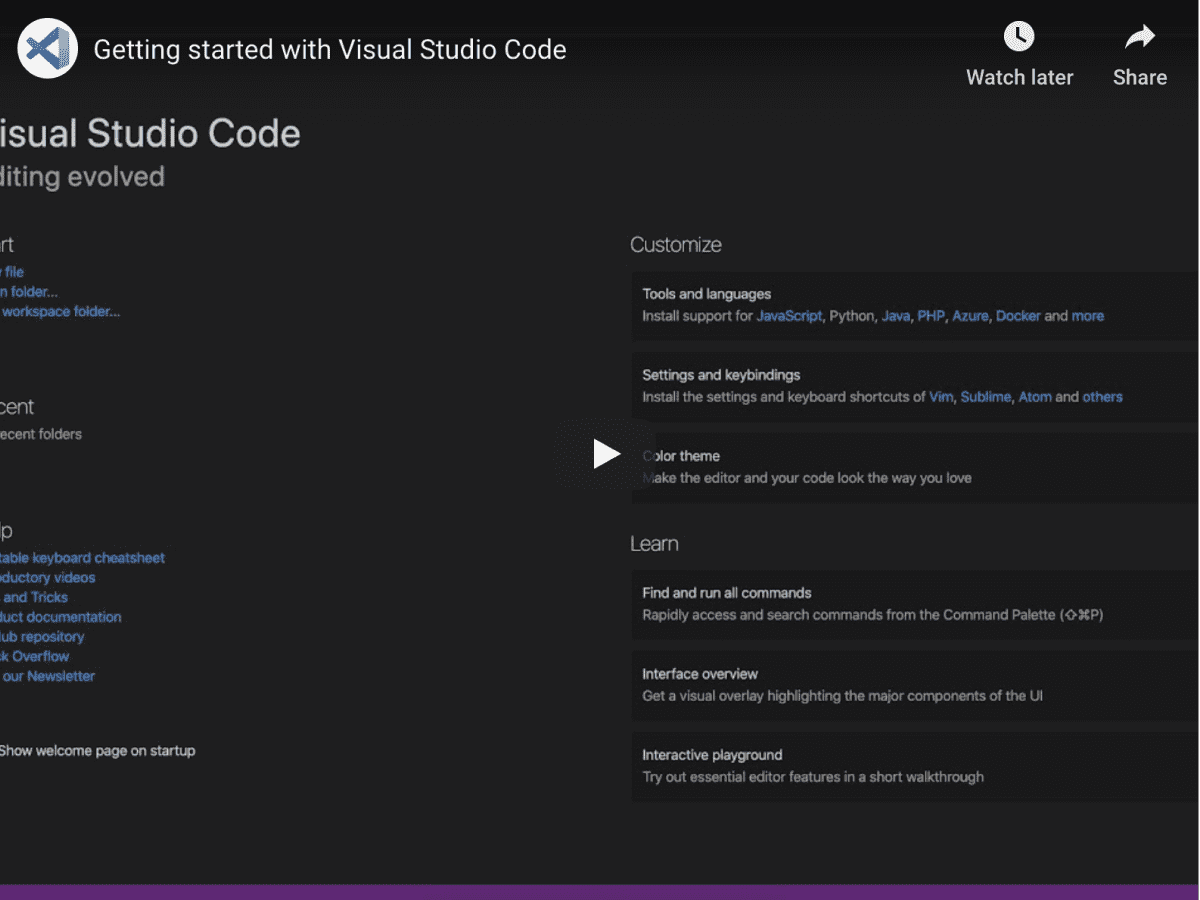 Getting started with Visual Studio Code
Watch later
Share
isual Studio Code
diting evolved
rt
file
n folder...
workspace folder...
cent
ecent folders
lp
table keyboard cheatsheet
oductory videos
and Tricks
duct documentation
ub repository
k Overflow
our Newsletter
Show welcome page on startup
Customize
Tools and languages
Install support for JavaScript, Python, Java, PHP, Azure, Docker and more
Settings and keybindings
Install the settings and keyboard shortcuts of Vim, Sublime, Atom and others
Color theme
Make the editor and your code look the way you love
Learn
Find and run all commands
Rapidly access and search commands from the Command Palette (⇧⌘P)
Interface overview
Get a visual overlay highlighting the major components of the UI
Interactive playground
Try out essential editor features in a short walkthrough